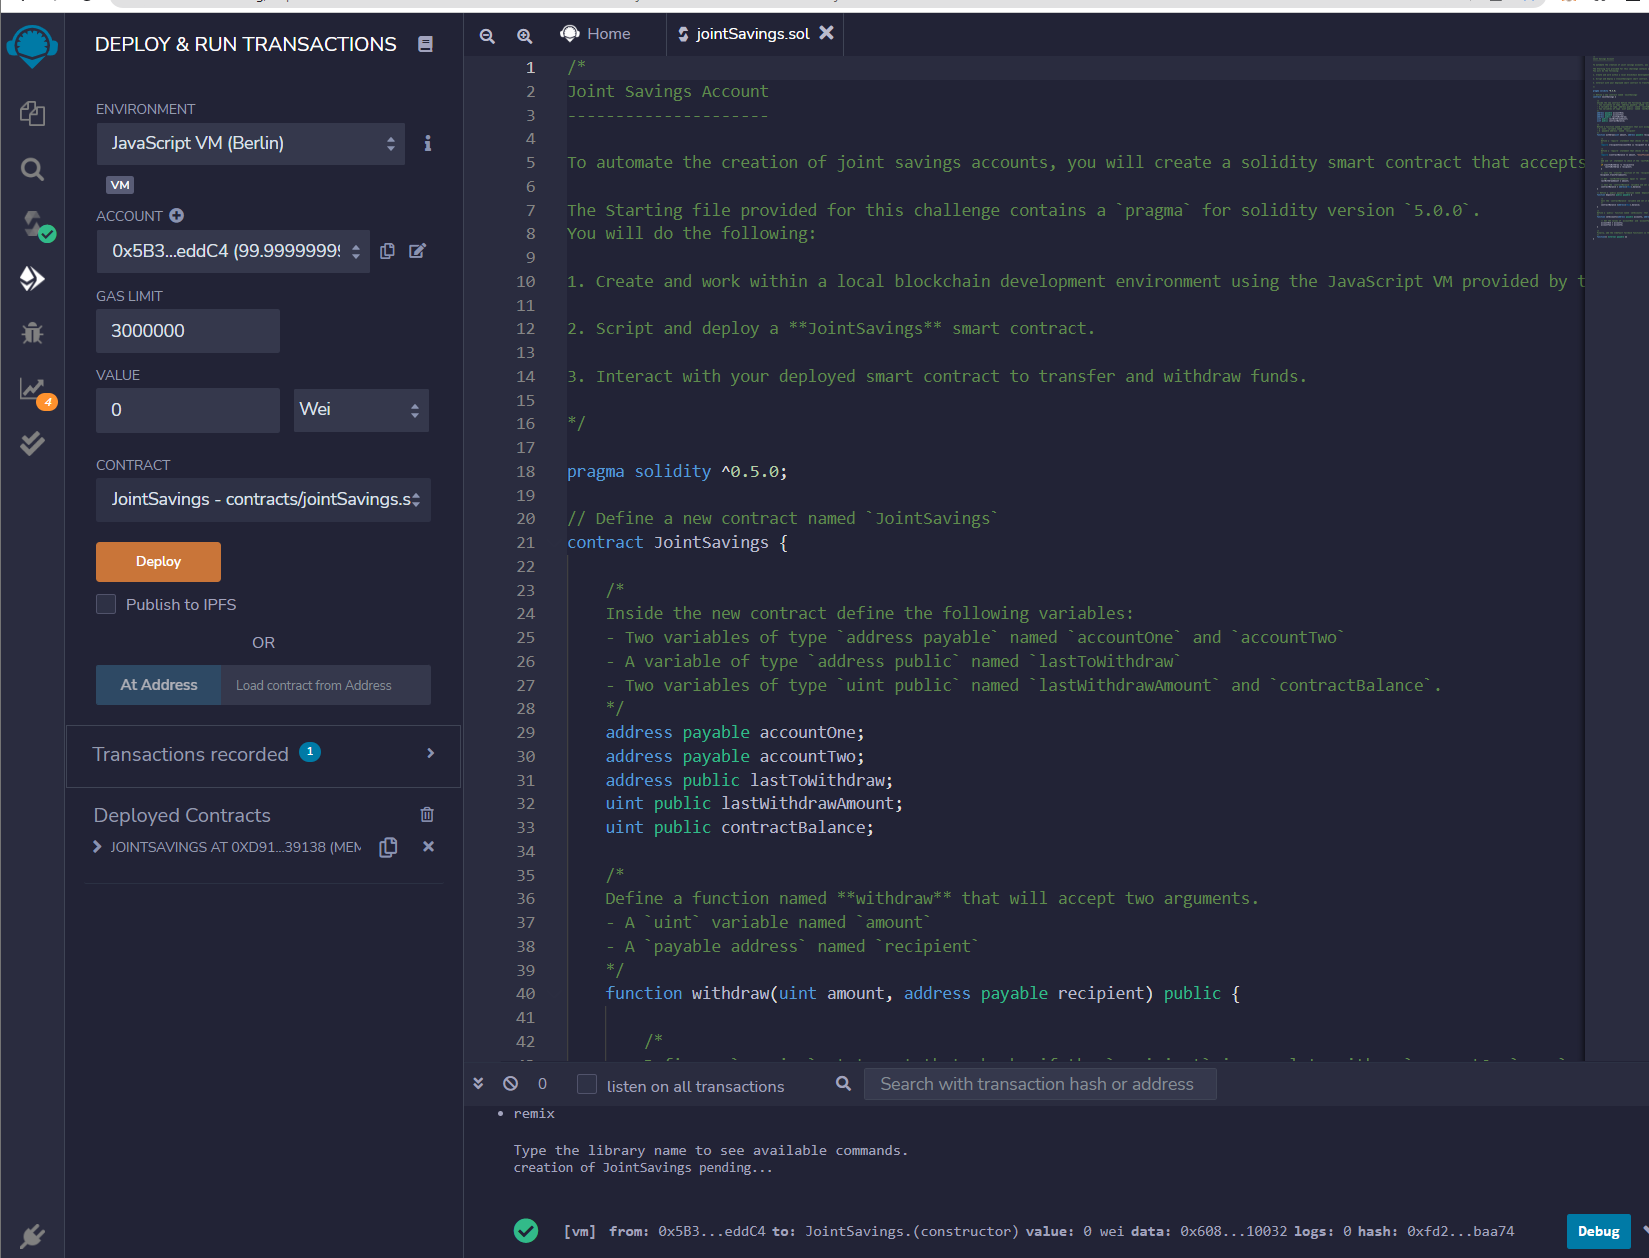 DEPLOY & RUN TRANSACTIONS
ENVIRONMENT
JavaScript VM (Berlin)
VM
ACCOUNT
0x5B3...eddC4 (99.9999999
GAS LIMIT
3000000
VALUE
0
Wei
CONTRACT
JointSavings - contracts/jointSavings.s
Deploy
Publish to IPFS
OR
At Address
Load contract from Address
Transactions recorded 1
Deployed Contracts
JOINTSAVINGS AT 0XD91...39138 (MEM
4
Home
jointSavings.sol
1 /*
2 Joint Savings Account
3 ---------------------
4
5 To automate the creation of joint savings accounts, you will create a solidity smart contract that accepts
6
7 The Starting file provided for this challenge contains a `pragma` for solidity version `5.0.0`.
8 You will do the following:
9
10 1. Create and work within a local blockchain development environment using the JavaScript VM provided by t
11
12 2. Script and deploy a **JointSavings** smart contract.
13
14 3. Interact with your deployed smart contract to transfer and withdraw funds.
15
16 */
17
18 pragma solidity ^0.5.0;
19
20 // Define a new contract named `JointSavings`
21 contract JointSavings {
22
23 /*
24 Inside the new contract define the following variables:
25 - Two variables of type `address payable` named `accountOne` and `accountTwo`
26 - A variable of type `address public` named `lastToWithdraw`
27 - Two variables of type `uint public` named `lastWithdrawAmount` and `contractBalance`.
28 */
29 address payable accountOne;
30 address payable accountTwo;
31 address public lastToWithdraw;
32 uint public lastWithdrawAmount;
33 uint public contractBalance;
34
35 /*
36 Define a function named **withdraw** that will accept two arguments.
37 - A `uint` variable named `amount`
38 - A `payable address` named `recipient`
39 */
40 function withdraw(uint amount, address payable recipient) public {
41
42 /*
0
listen on all transactions
Search with transaction hash or address
• remix
Type the library name to see available commands.
creation of JointSavings pending...
[vm] from: 0x5B3...eddC4 to: JointSavings.(constructor) value: 0 wei data: 0x608...10032 logs: 0 hash: 0xfd2...baa74
Debug